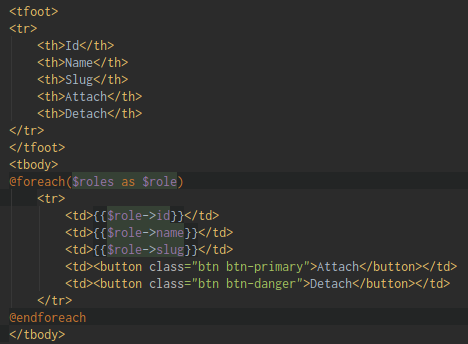 <tfoot>
<tr>
    <th>Id</th>
    <th>Name</th>
    <th>Slug</th>
    <th>Attach</th>
    <th>Detach</th>
</tr>
</tfoot>
<tbody>
@foreach($roles as $role)
    <tr>
        <td>{{$role->id}}</td>
        <td>{{$role->name}}</td>
        <td>{{$role->slug}}</td>
        <td><button class="btn btn-primary">Attach</button></td>
        <td><button class="btn btn-danger">Detach</button></td>
    </tr>
@endforeach
</tbody>